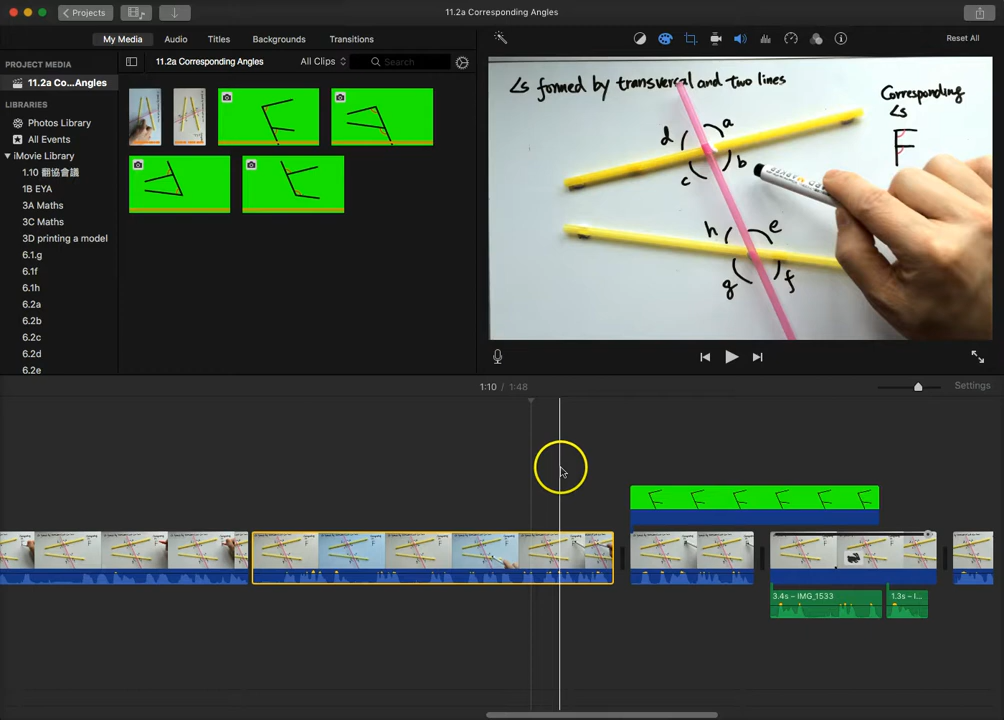 Projects
11.2a Corresponding Angles
My Media
Audio
Titles
Backgrounds
Transitions
Reset All
PROJECT MEDIA
11.2a Co...Angles
LIBRARIES
Photos Library
All Events
iMovie Library
1.10 翻協會議
1B EYA
3A Maths
3C Maths
3D printing a model
6.1.g
6.1f
6.1h
6.2a
6.2b
6.2c
6.2d
6.2e
11.2a Corresponding Angles
All Clips
Search
∠s formed by transversal and two lines
Corresponding
∠s
F
a
d
b
c
h
e
g
f
1:10 / 1:48
Settings
3.4s – IMG_1533
1.3s – I...